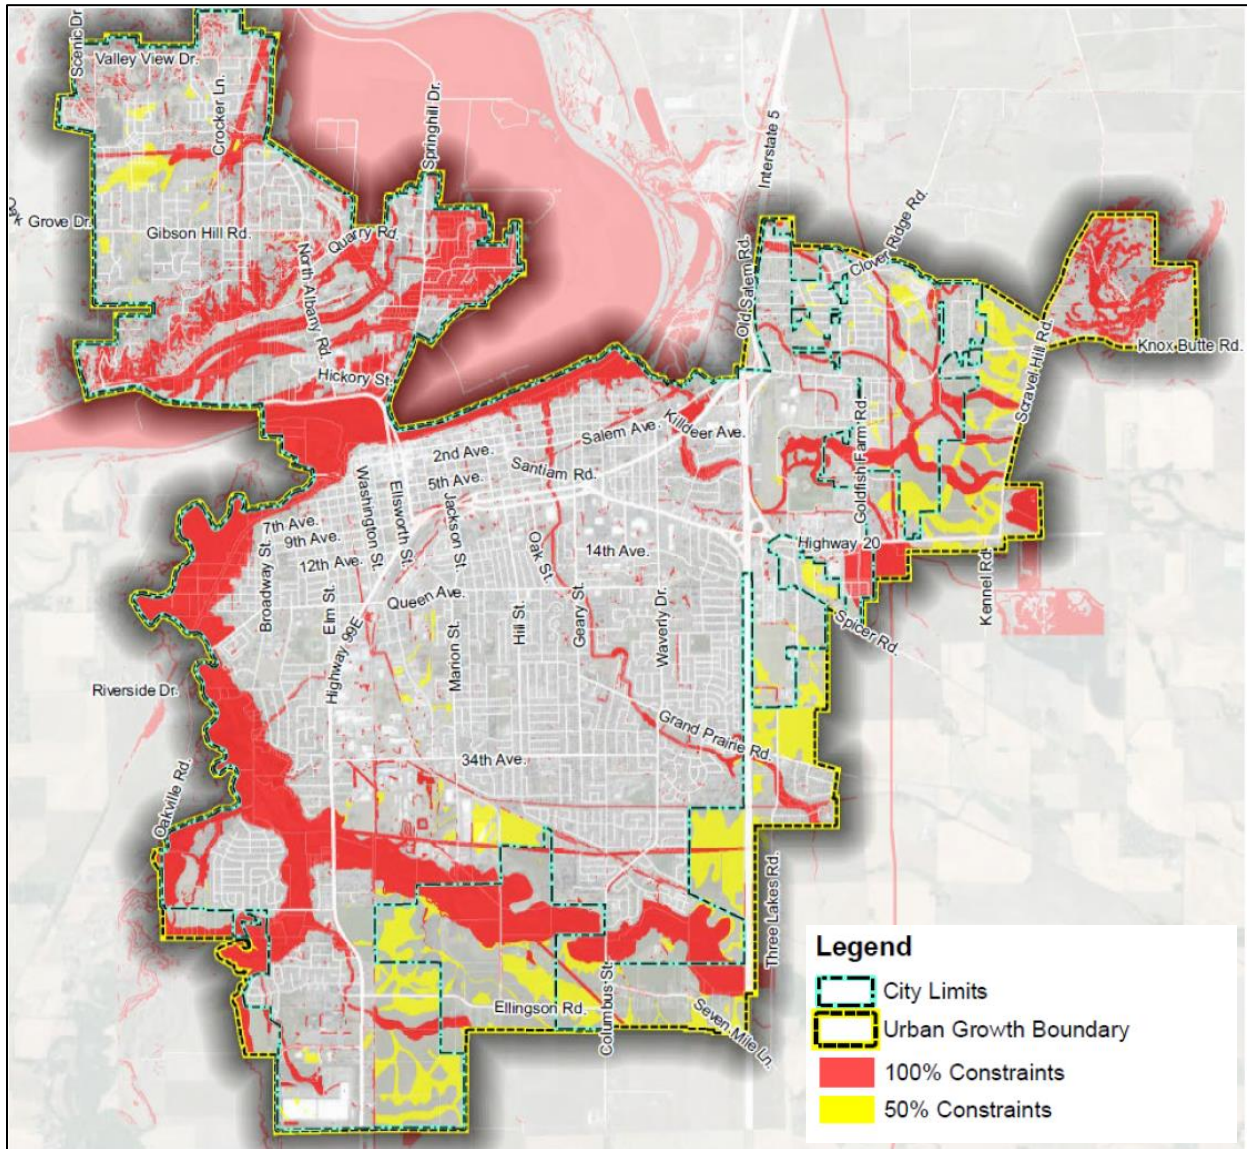 Scenic Dr
Valley View Dr.
Crocker Ln.
Springhill Dr.
Interstate 5
Grove Dr.
Gibson Hill Rd.
Quarry Rd.
North Albany Rd.
Hickory St.
Old Salem Rd.
Clover Ridge Rd.
Knox Butte Rd.
Scravel Hill Rd.
2nd Ave.
Salem Ave.
Killdeer Ave.
Goldfish Farm Rd.
5th Ave.
Santiam Rd.
Washington St.
Ellsworth St.
Jackson St.
7th Ave.
9th Ave.
12th Ave.
Broadway St.
Elm St.
Oak St.
14th Ave.
Highway 20
Queen Ave.
Highway 99E
Marion St.
Hill St.
Geary St.
Waverly Dr.
Kennel Rd.
Spicer Rd.
Riverside Dr.
Grand Prairie Rd.
34th Ave.
Oakville Rd.
Three Lakes Rd.
Ellingson Rd.
Columbus St.
Seven Mile Ln.
Legend
City Limits
Urban Growth Boundary
100% Constraints
50% Constraints